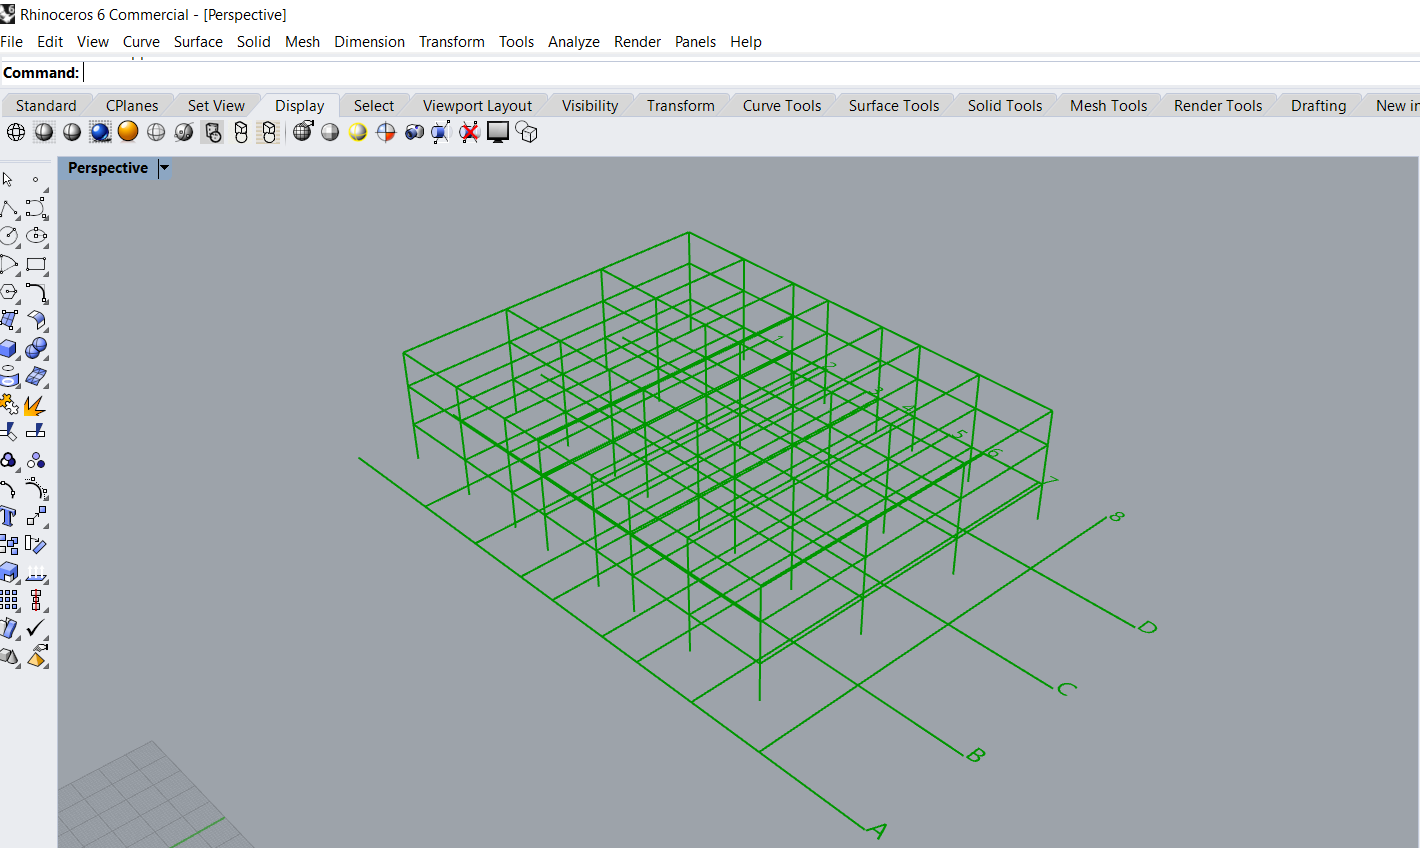 Rhinoceros 6 Commercial - [Perspective]
File Edit View Curve Surface Solid Mesh Dimension Transform Tools Analyze Render Panels Help
Command:
Standard CPlanes Set View Display Select Viewport Layout Visibility Transform Curve Tools Surface Tools Solid Tools Mesh Tools Render Tools Drafting New in
Perspective
1
2
3
4
5
6
7
8
D
C
B
A